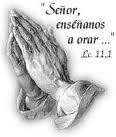 "Señor,
enséñanos
a orar ..."
Lc. 11,1